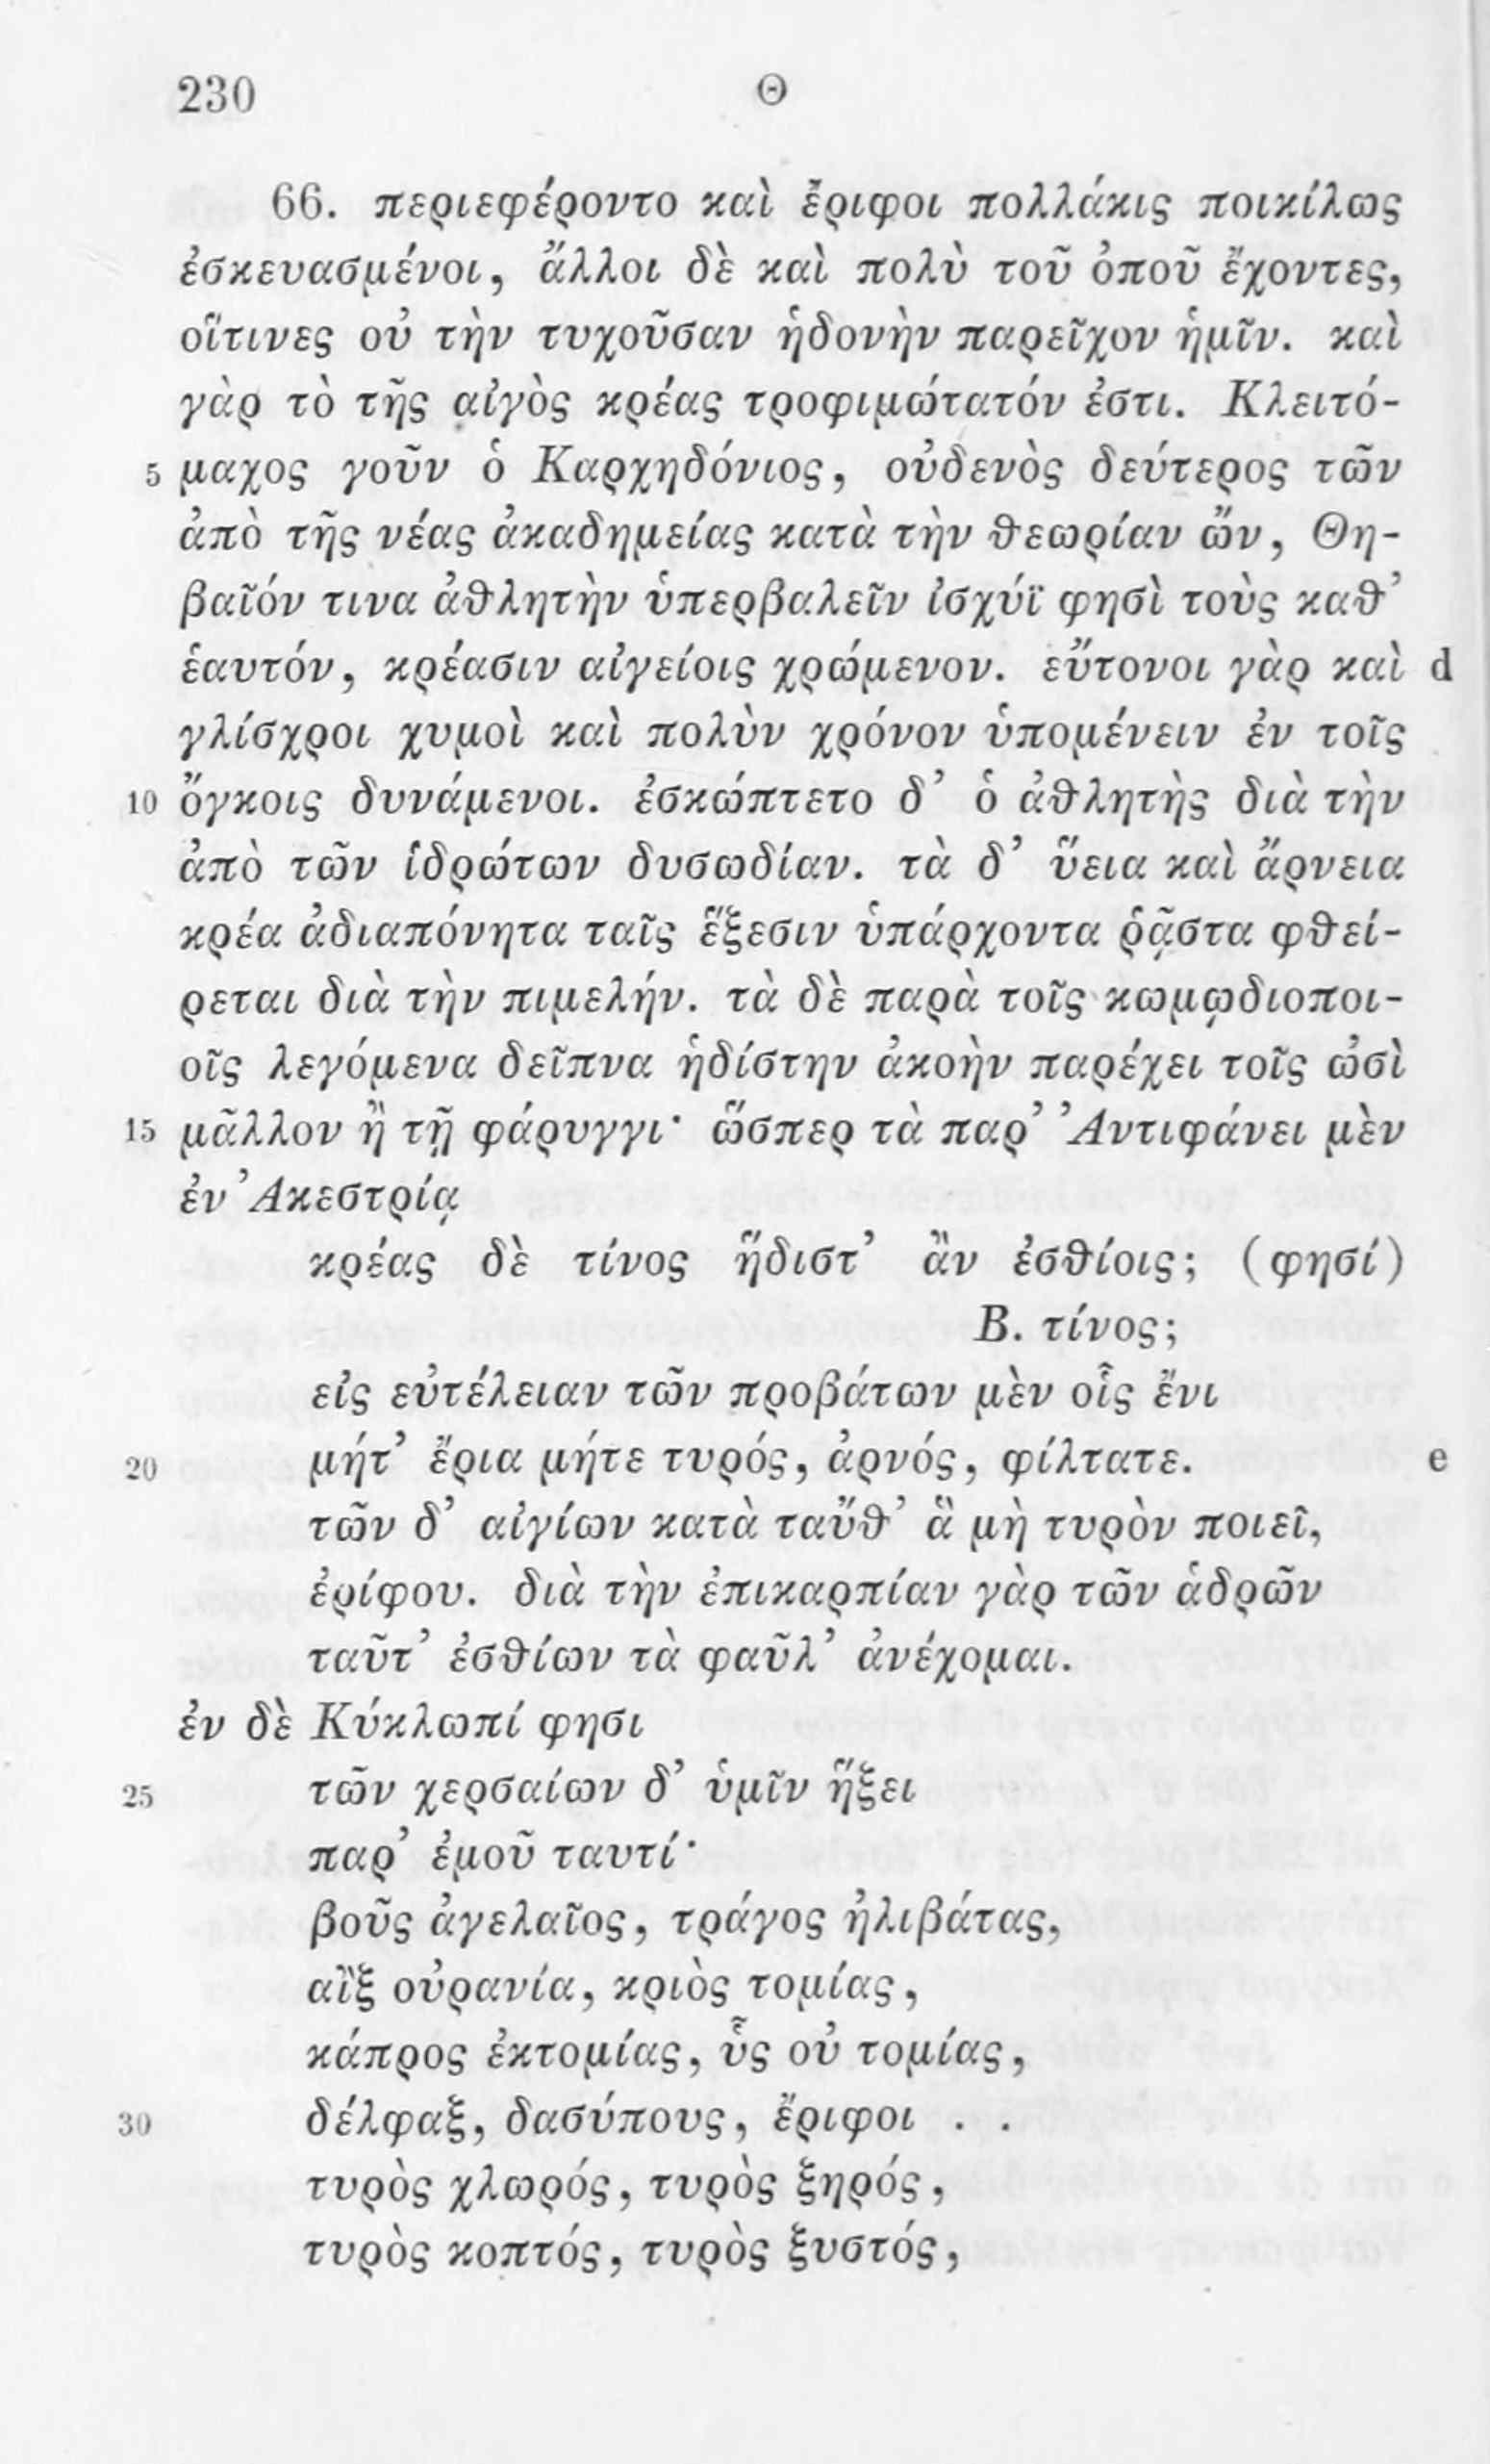 230 Θ
66. περιεφέροντο καὶ ἔριφοι πολλάκις ποικίλως
ἐσκευασμένοι, ἄλλοι δὲ καὶ πολὺ τοῦ ὀποῦ ἔχοντες,
οἵτινες οὐ τὴν τυχοῦσαν ἡδονὴν παρεῖχον ἡμῖν. καὶ
γὰρ τὸ τῆς αἰγὸς κρέας τροφιμώτατόν ἐστι. Κλειτό-
5 μαχος γοῦν ὁ Καρχηδόνιος, οὐδενὸς δεύτερος τῶν
ἀπὸ τῆς νέας ἀκαδημείας κατὰ τὴν θεωρίαν ὤν, Θη-
βαῖόν τινα ἀθλητὴν ὑπερβαλεῖν ἰσχύϊ φησὶ τοὺς καθ’
ἑαυτόν, κρέασιν αἰγείοις χρώμενον. εὔτονοι γὰρ καὶ d
γλίσχροι χυμοὶ καὶ πολὺν χρόνον ὑπομένειν ἐν τοῖς
10 ὄγκοις δυνάμενοι. ἐσκώπτετο δ’ ὁ ἀθλητὴς διὰ τὴν
ἀπὸ τῶν ἱδρώτων δυσωδίαν. τὰ δ’ ὕεια καὶ ἄρνεια
κρέα ἀδιαπόνητα ταῖς ἕξεσιν ὑπάρχοντα ῥᾷστα φθεί-
ρεται διὰ τὴν πιμελήν. τὰ δὲ παρὰ τοῖς κωμῳδιοποι-
οῖς λεγόμενα δεῖπνα ἡδίστην ἀκοὴν παρέχει τοῖς ὠσὶ
15 μᾶλλον ἢ τῇ φάρυγγι· ὥσπερ τὰ παρ’ Ἀντιφάνει μὲν
ἐν Ἀκεστρίᾳ
κρέας δὲ τίνος ἥδιστ’ ἂν ἐσθίοις; (φησί)
Β. τίνος;
εἰς εὐτέλειαν τῶν προβάτων μὲν οἷς ἔνι
20 μήτ’ ἔρια μήτε τυρός, ἀρνός, φίλτατε. e
τῶν δ’ αἰγίων κατὰ ταὔθ’ ἃ μὴ τυρὸν ποιεῖ,
ἐρίφου. διὰ τὴν ἐπικαρπίαν γὰρ τῶν ἁδρῶν
ταῦτ’ ἐσθίων τὰ φαῦλ’ ἀνέχομαι.
ἐν δὲ Κύκλωπί φησι
25 τῶν χερσαίων δ’ ὑμῖν ἥξει
παρ’ ἐμοῦ ταυτί·
βοῦς ἀγελαῖος, τράγος ἠλιβάτας,
αἲξ οὐρανία, κριὸς τομίας,
κάπρος ἐκτομίας, ὗς οὐ τομίας,
30 δέλφαξ, δασύπους, ἔριφοι . .
τυρὸς χλωρός, τυρὸς ξηρός,
τυρὸς κοπτός, τυρὸς ξυστός,